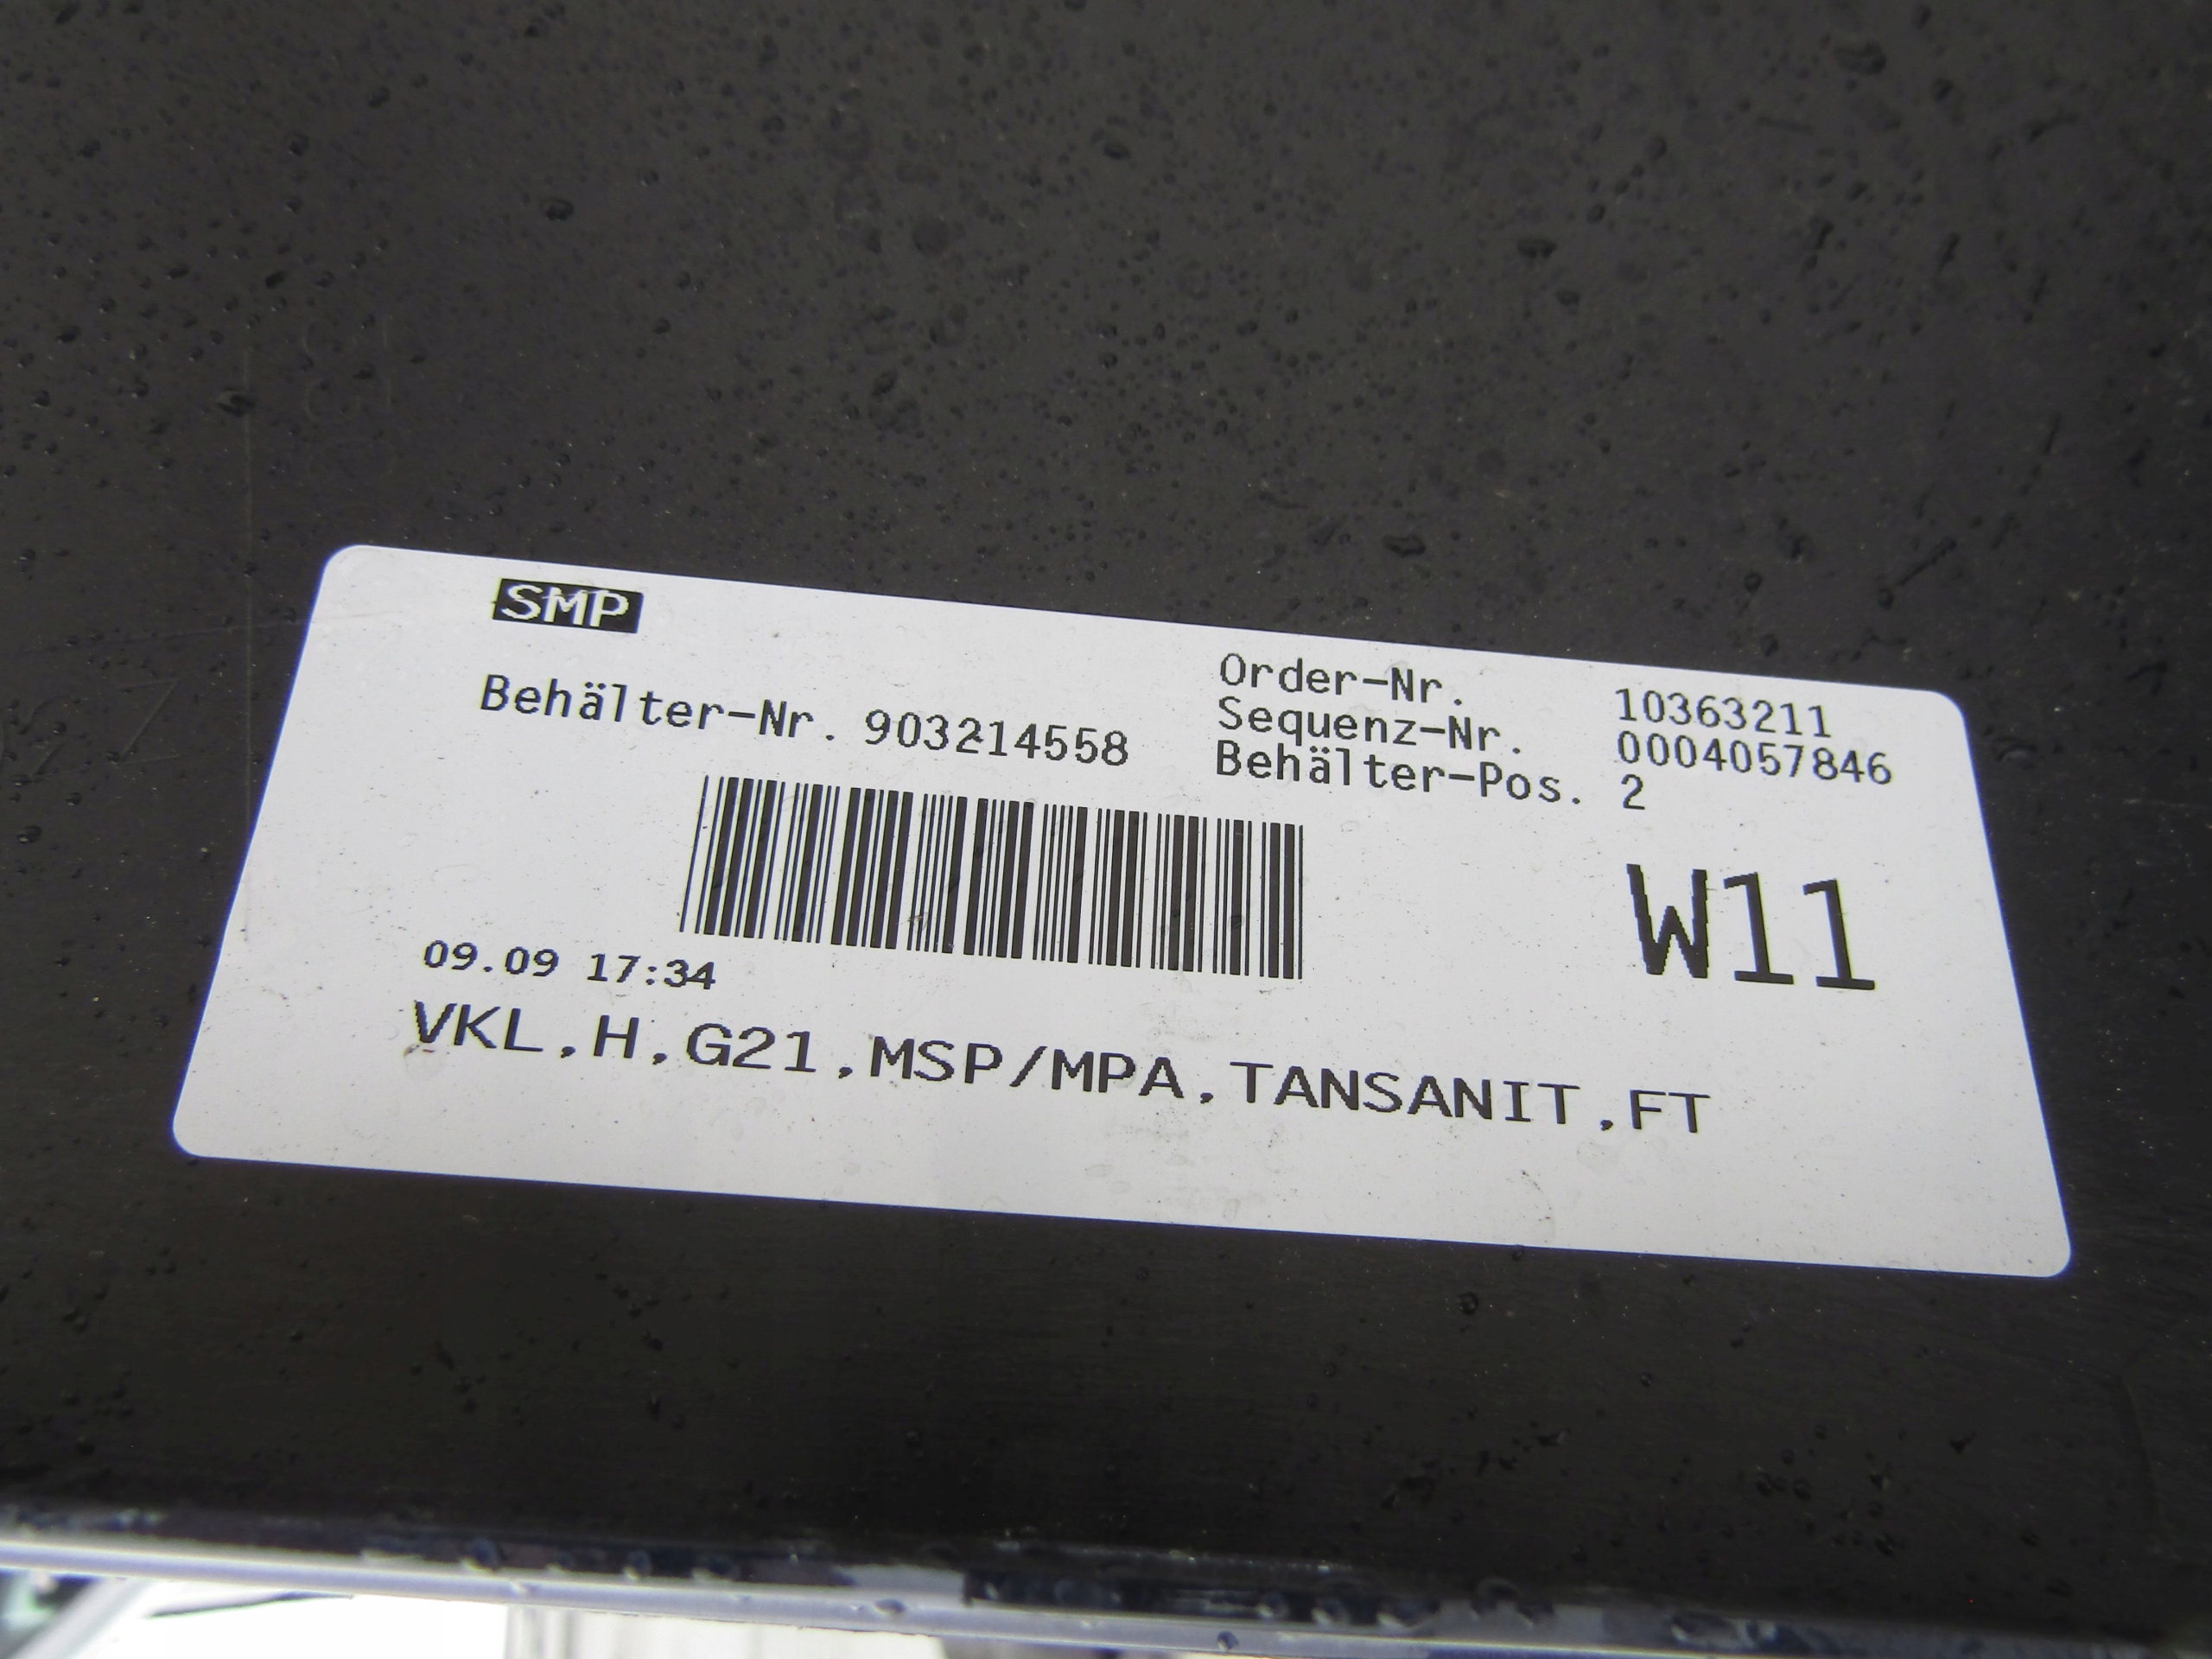 SMP
Behälter-Nr. 903214558
Order-Nr. 10363211
Sequenz-Nr. 0004057846
Behälter-Pos. 2
W11
09.09 17:34
VKL,H,G21,MSP/MPA,TANSANIT,FT